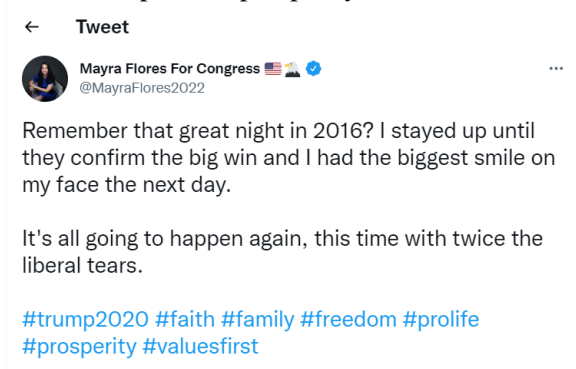 Tweet
Mayra Flores For Congress 🇺🇸🦅
@MayraFlores2022
Remember that great night in 2016? I stayed up until
they confirm the big win and I had the biggest smile on
my face the next day.
It's all going to happen again, this time with twice the
liberal tears.
#trump2020 #faith #family #freedom #prolife
#prosperity #valuesfirst